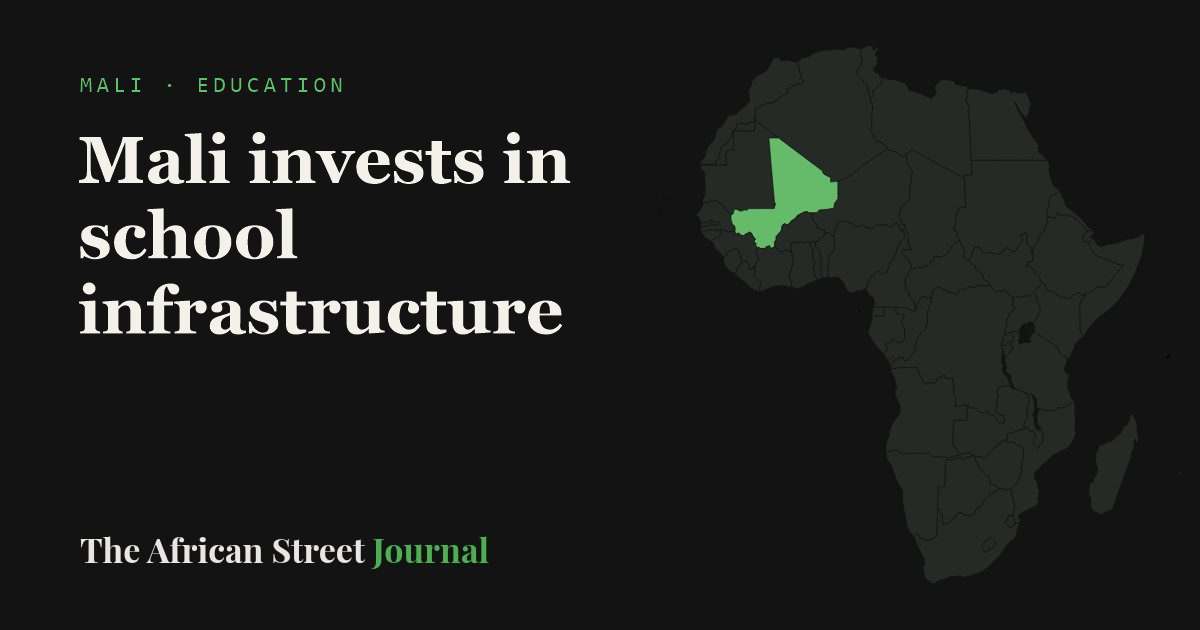 MALI · EDUCATION
Mali invests in
school
infrastructure
The African Street Journal